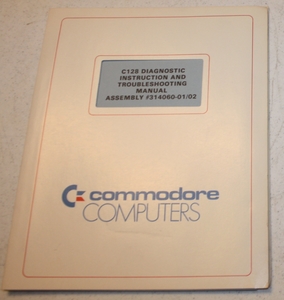 C128 DIAGNOSTIC
INSTRUCTION AND
TROUBLESHOOTING
MANUAL
ASSEMBLY #314060-01/02
commodore
COMPUTERS